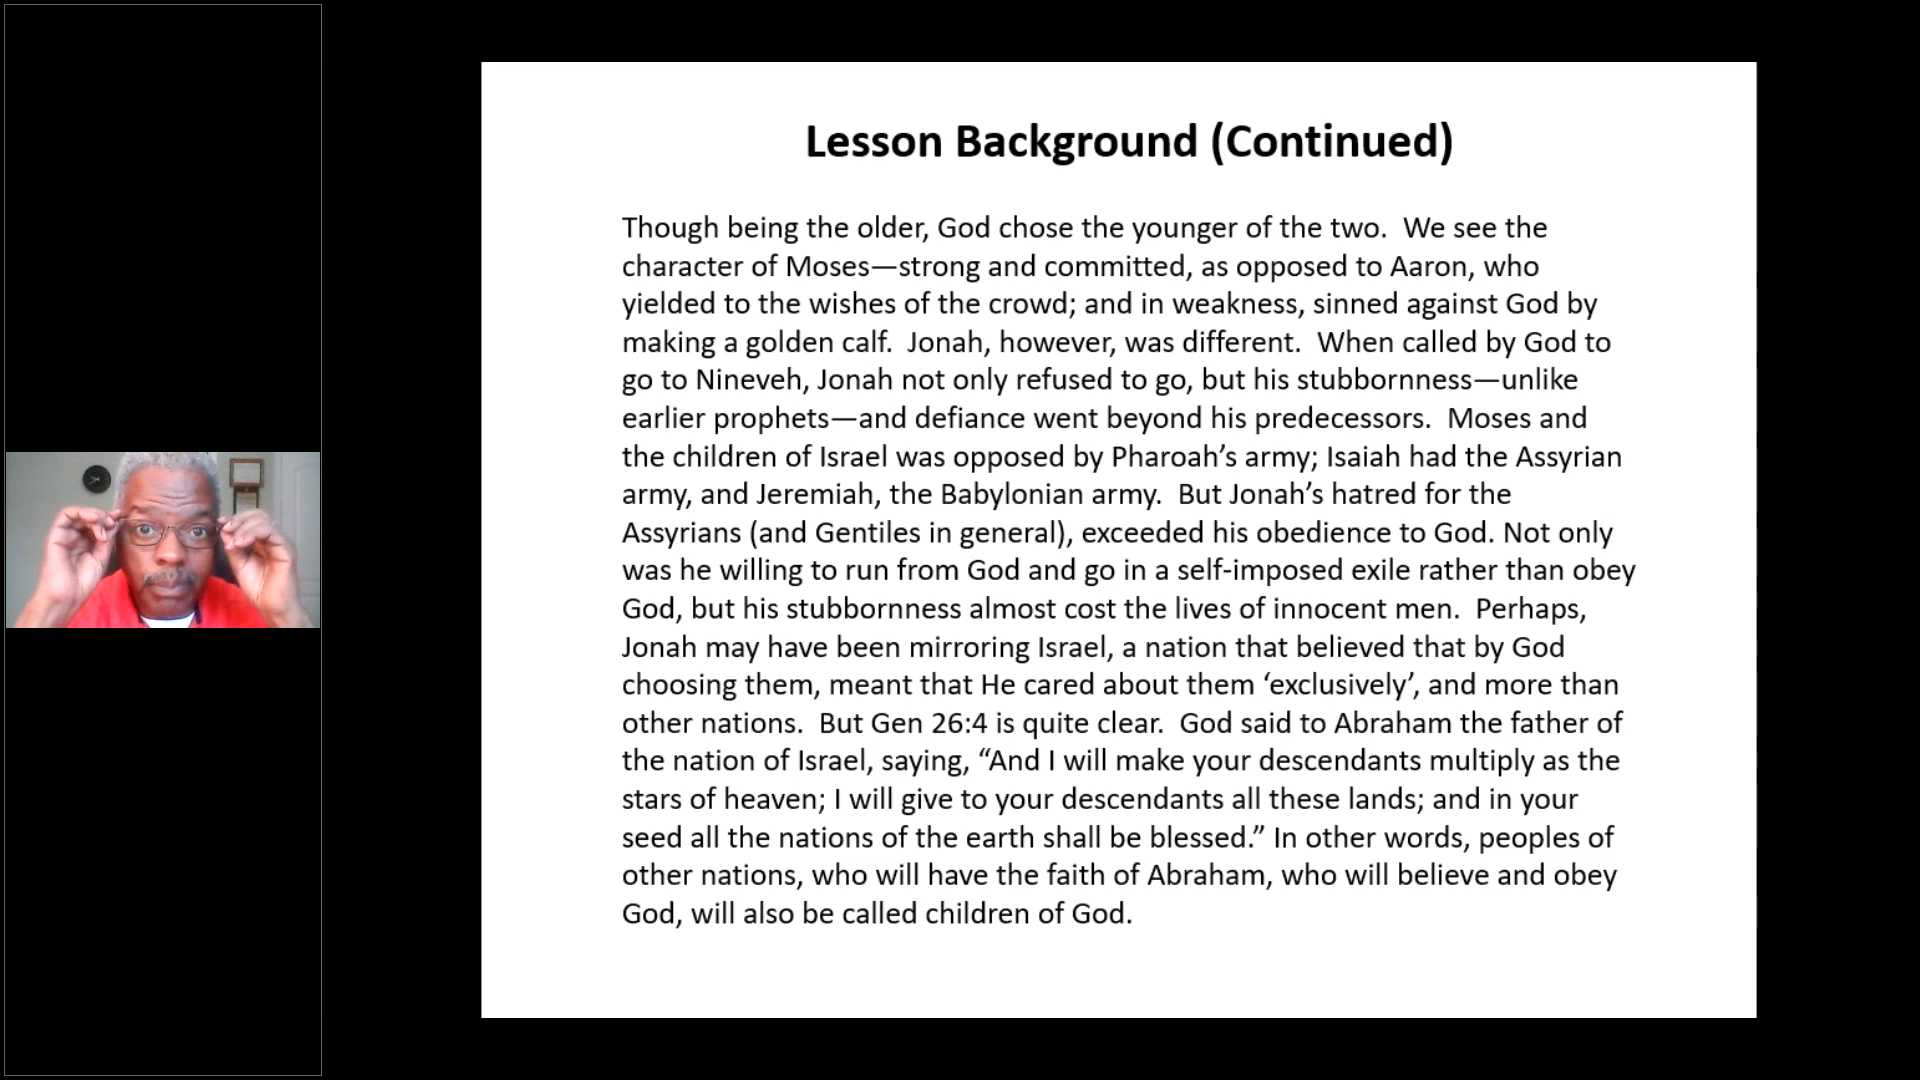 Lesson Background (Continued)
Though being the older, God chose the younger of the two.  We see the
character of Moses—strong and committed, as opposed to Aaron, who
yielded to the wishes of the crowd; and in weakness, sinned against God by
making a golden calf.  Jonah, however, was different.  When called by God to
go to Nineveh, Jonah not only refused to go, but his stubbornness—unlike
earlier prophets—and defiance went beyond his predecessors.  Moses and
the children of Israel was opposed by Pharoah’s army; Isaiah had the Assyrian
army, and Jeremiah, the Babylonian army.  But Jonah’s hatred for the
Assyrians (and Gentiles in general), exceeded his obedience to God. Not only
was he willing to run from God and go in a self-imposed exile rather than obey
God, but his stubbornness almost cost the lives of innocent men.  Perhaps,
Jonah may have been mirroring Israel, a nation that believed that by God
choosing them, meant that He cared about them ‘exclusively’, and more than
other nations.  But Gen 26:4 is quite clear.  God said to Abraham the father of
the nation of Israel, saying, “And I will make your descendants multiply as the
stars of heaven; I will give to your descendants all these lands; and in your
seed all the nations of the earth shall be blessed.” In other words, peoples of
other nations, who will have the faith of Abraham, who will believe and obey
God, will also be called children of God.